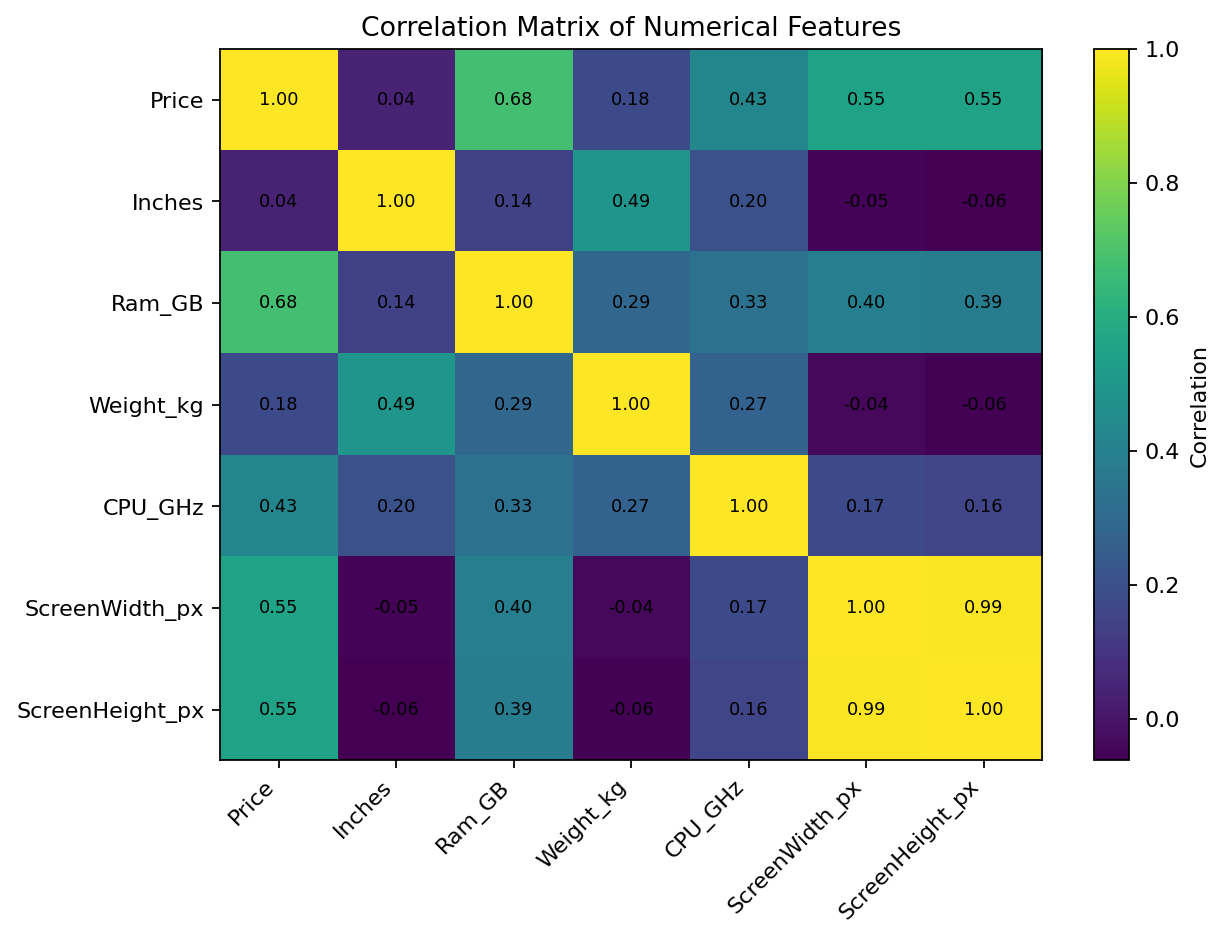 Correlation Matrix of Numerical Features
Price 1.00 0.04 0.68 0.18 0.43 0.55 0.55
Inches 0.04 1.00 0.14 0.49 0.20 -0.05 -0.06
Ram_GB 0.68 0.14 1.00 0.29 0.33 0.40 0.39
Weight_kg 0.18 0.49 0.29 1.00 0.27 -0.04 -0.06
CPU_GHz 0.43 0.20 0.33 0.27 1.00 0.17 0.16
ScreenWidth_px 0.55 -0.05 0.40 -0.04 0.17 1.00 0.99
ScreenHeight_px 0.55 -0.06 0.39 -0.06 0.16 0.99 1.00
Price Inches Ram_GB Weight_kg CPU_GHz ScreenWidth_px ScreenHeight_px
1.0
0.8
0.6
0.4
0.2
0.0
Correlation